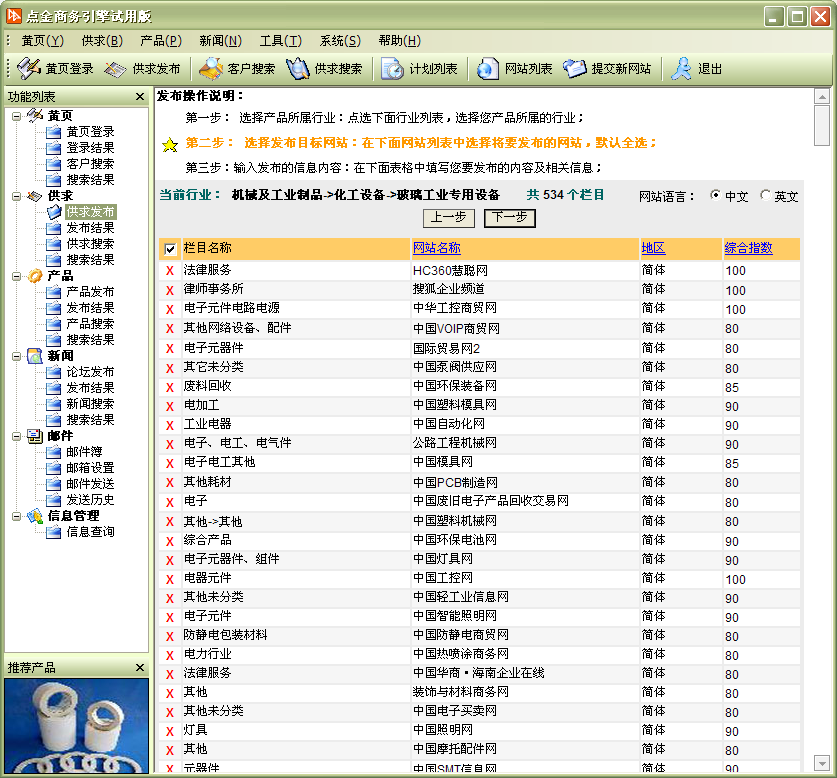 点全商务引擎试用版
黄页(Y) 供求(B) 产品(P) 新闻(N) 工具(T) 系统(S) 帮助(H)
黄页登录 供求发布 客户搜索 供求搜索 计划列表 网站列表 提交新网站 退出
功能列表
黄页
黄页登录
登录结果
客户搜索
搜索结果
供求
供求发布
发布结果
供求搜索
搜索结果
产品
产品发布
发布结果
产品搜索
搜索结果
新闻
论坛发布
发布结果
新闻搜索
搜索结果
邮件
邮件簿
邮箱设置
邮件发送
发送历史
信息管理
信息查询
推荐产品
发布操作说明：
第一步： 选择产品所属行业：点选下面行业列表，选择您产品所属的行业；
第二步： 选择发布目标网站：在下面网站列表中选择将要发布的网站，默认全选；
第三步：输入发布的信息内容：在下面表格中填写您要发布的内容及相关信息；
当前行业： 机械及工业制品->化工设备->玻璃工业专用设备 共 534 个栏目 网站语言： 中文 英文
上一步 下一步
栏目名称 网站名称 地区 综合指数
X 法律服务 HC360慧聪网 简体 100
X 律师事务所 搜狐企业频道 简体 100
X 电子元件电路电源 中华工控商贸网 简体 100
X 其他网络设备、配件 中国VOIP商贸网 简体 80
X 电子元器件 国际贸易网2 简体 80
X 其它未分类 中国泵阀供应网 简体 80
X 废料回收 中国环保装备网 简体 85
X 电加工 中国塑料模具网 简体 90
X 工业电器 中国自动化网 简体 90
X 电子、电工、电气件 公路工程机械网 简体 90
X 电子电工其他 中国模具网 简体 85
X 其他耗材 中国PCB制造网 简体 80
X 电子 中国废旧电子产品回收交易网 简体 80
X 其他->其他 中国塑料机械网 简体 80
X 综合产品 中国环保电池网 简体 90
X 电子元器件、组件 中国灯具网 简体 90
X 电器元件 中国工控网 简体 100
X 其他未分类 中国轻工业信息网 简体 90
X 电子元件 中国智能照明网 简体 90
X 防静电包装材料 中国防静电商贸网 简体 80
X 电力行业 中国热喷涂商务网 简体 80
X 法律服务 中国华商·海南企业在线 简体 80
X 其他 装饰与材料商务网 简体 80
X 其他未分类 中国电子买卖网 简体 80
X 灯具 中国照明网 简体 90
X 其他 中国摩托配件网 简体 80
X 元器件 中国SMT信息网 简体 90